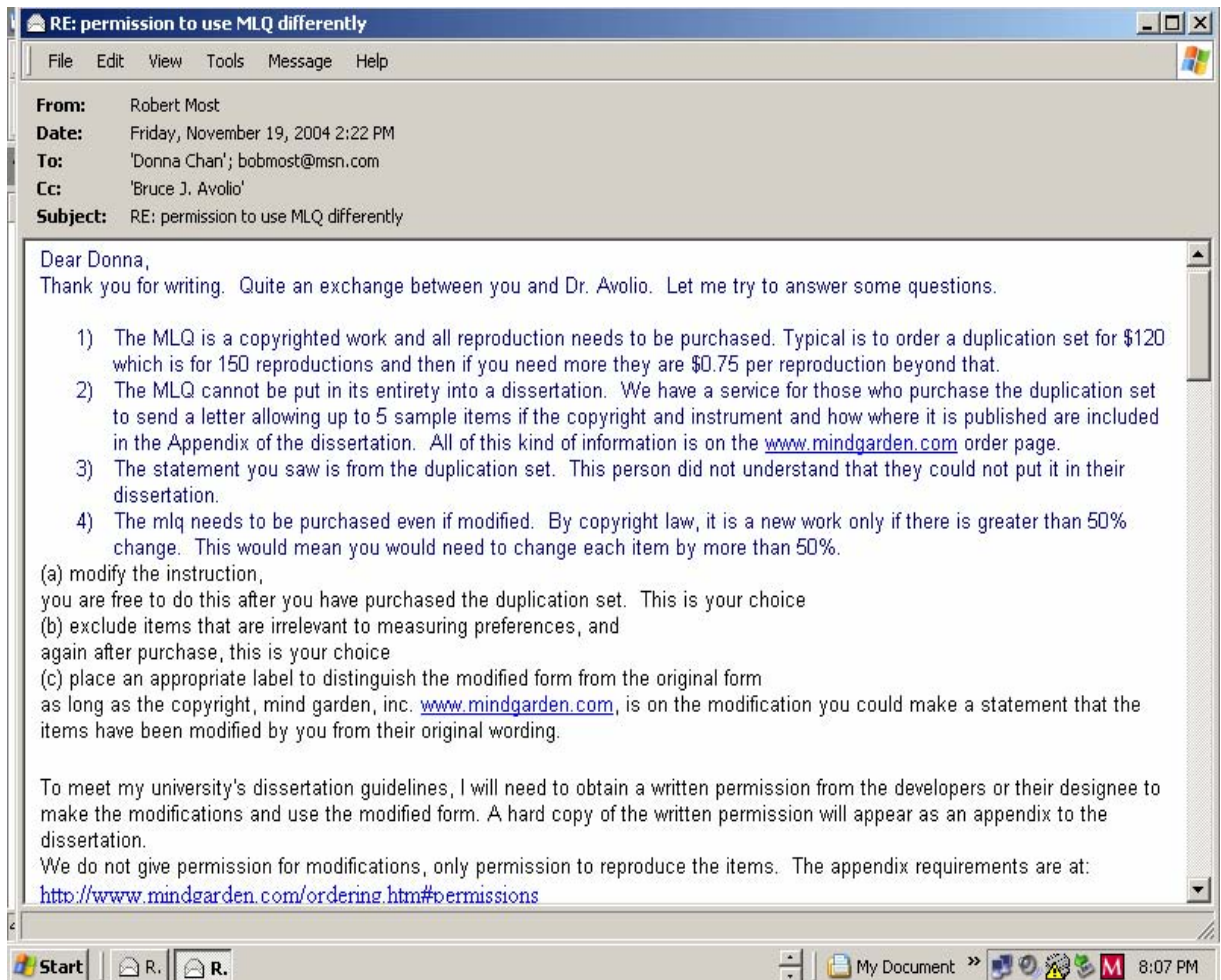 RE: permission to use MLQ differently
File Edit View Tools Message Help
From: Robert Most
Date: Friday, November 19, 2004 2:22 PM
To: 'Donna Chan'; bobmost@msn.com
Cc: 'Bruce J. Avolio'
Subject: RE: permission to use MLQ differently
Dear Donna,
Thank you for writing. Quite an exchange between you and Dr. Avolio. Let me try to answer some questions.
1) The MLQ is a copyrighted work and all reproduction needs to be purchased. Typical is to order a duplication set for $120
which is for 150 reproductions and then if you need more they are $0.75 per reproduction beyond that.
2) The MLQ cannot be put in its entirety into a dissertation. We have a service for those who purchase the duplication set
to send a letter allowing up to 5 sample items if the copyright and instrument and how where it is published are included
in the Appendix of the dissertation. All of this kind of information is on the www.mindgarden.com order page.
3) The statement you saw is from the duplication set. This person did not understand that they could not put it in their
dissertation.
4) The mlq needs to be purchased even if modified. By copyright law, it is a new work only if there is greater than 50%
change. This would mean you would need to change each item by more than 50%.
(a) modify the instruction,
you are free to do this after you have purchased the duplication set. This is your choice
(b) exclude items that are irrelevant to measuring preferences, and
again after purchase, this is your choice
(c) place an appropriate label to distinguish the modified form from the original form
as long as the copyright, mind garden, inc. www.mindgarden.com, is on the modification you could make a statement that the
items have been modified by you from their original wording.
To meet my university's dissertation guidelines, I will need to obtain a written permission from the developers or their designee to
make the modifications and use the modified form. A hard copy of the written permission will appear as an appendix to the
dissertation.
We do not give permission for modifications, only permission to reproduce the items. The appendix requirements are at:
http://www.mindgarden.com/ordering.htm#permissions
Start R. R. My Document » M 8:07 PM